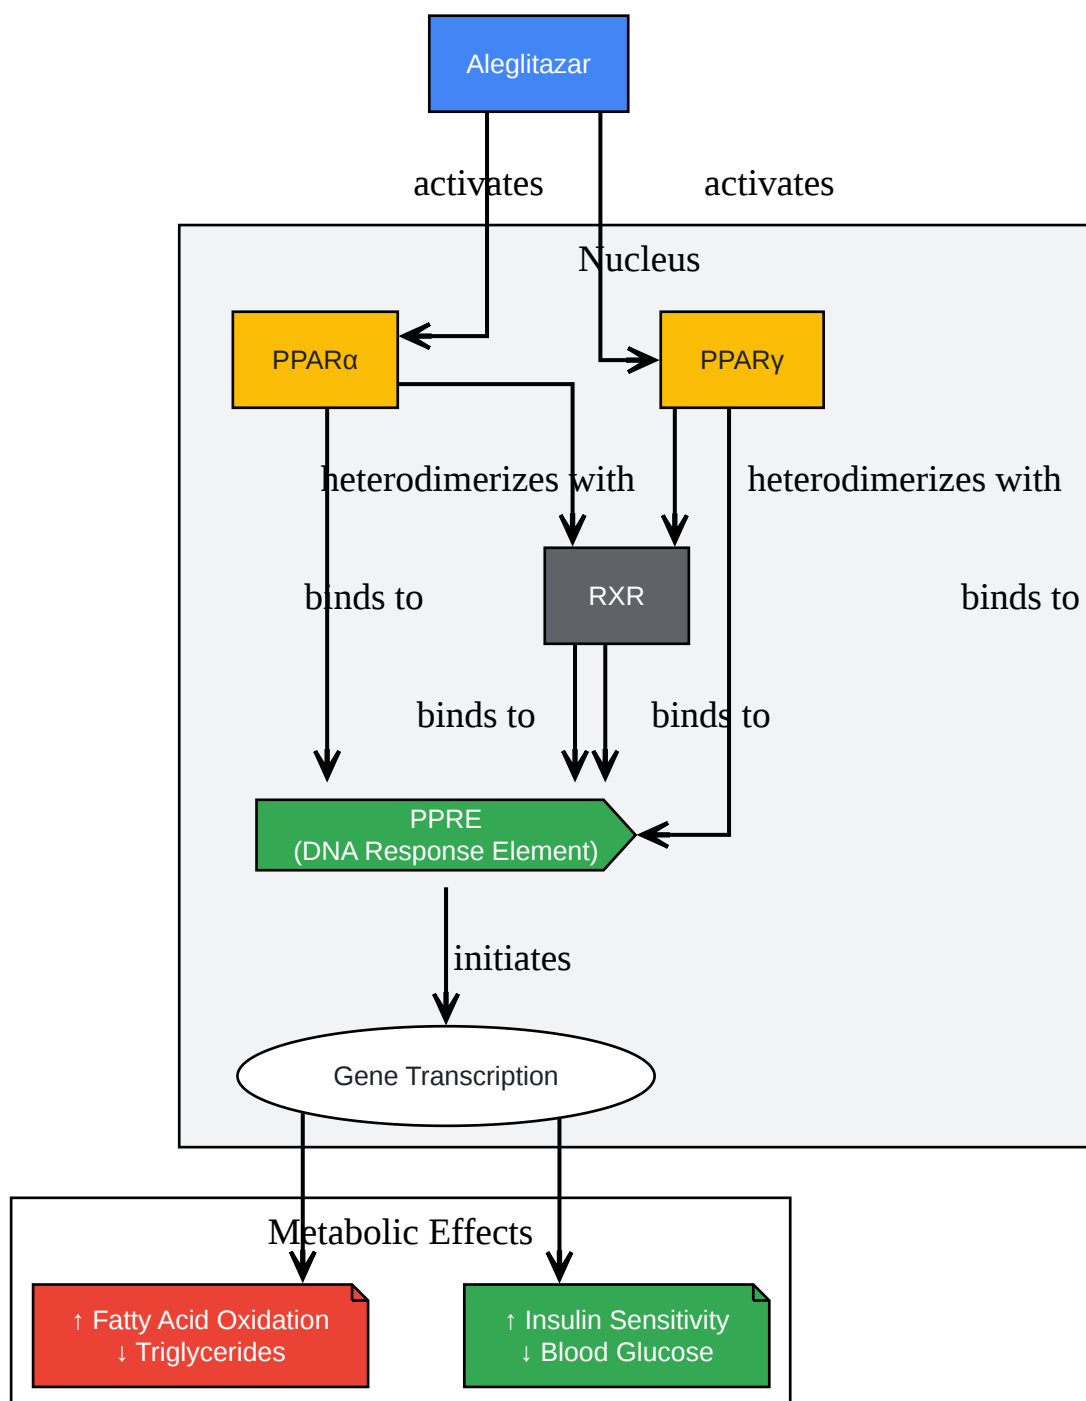 Aleglitazar
activates
activates
Nucleus
PPARα
PPARγ
heterodimerizes with
heterodimerizes with
RXR
binds to
binds to
binds to
binds to
PPRE
(DNA Response Element)
initiates
Gene Transcription
Metabolic Effects
↑ Fatty Acid Oxidation
↓ Triglycerides
↑ Insulin Sensitivity
↓ Blood Glucose